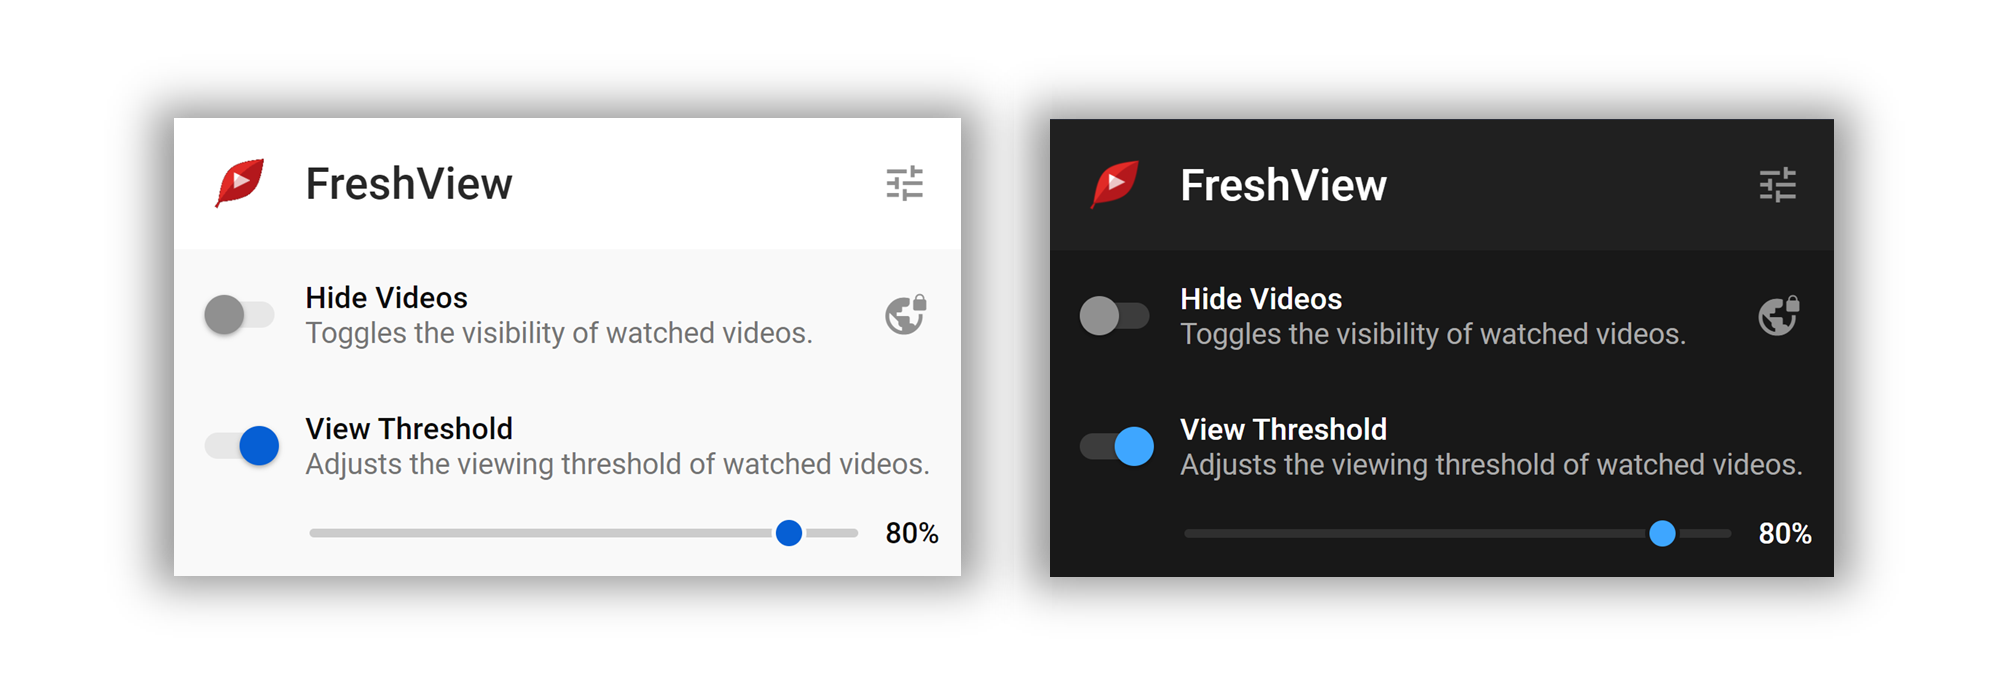 FreshView
Hide Videos
Toggles the visibility of watched videos.
View Threshold
Adjusts the viewing threshold of watched videos.
80%
FreshView
Hide Videos
Toggles the visibility of watched videos.
View Threshold
Adjusts the viewing threshold of watched videos.
80%